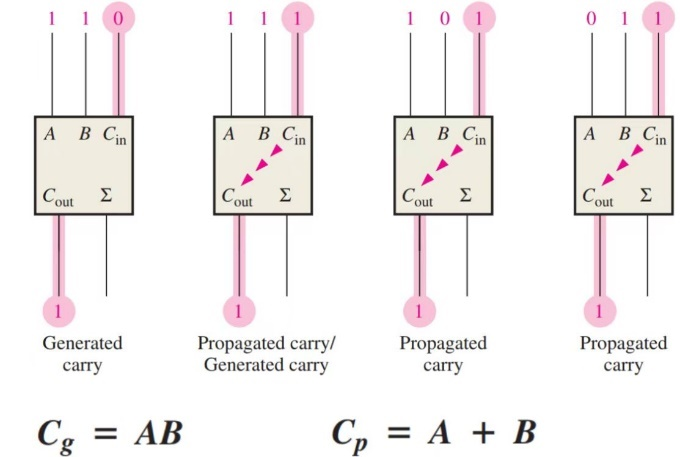 1 1 0 1 1 1 1 0 1 0 1 1
A B Cin A B Cin A B Cin A B Cin
Cout Σ Cout Σ Cout Σ Cout Σ
1 1 1 1
Generated carry
Propagated carry/
Generated carry
Propagated carry
Propagated carry
Cg = AB
Cp = A + B